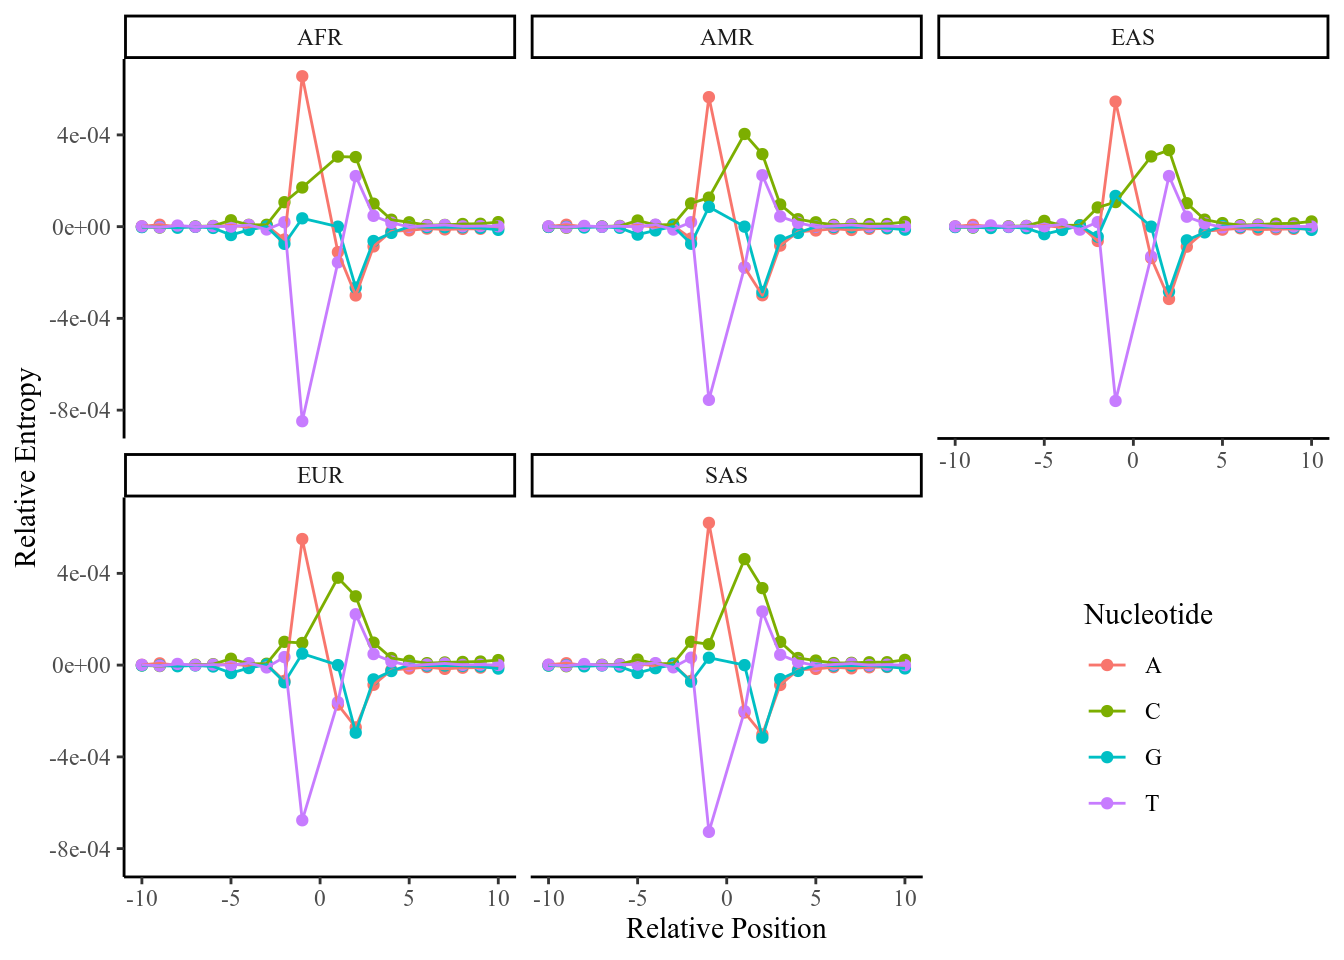 AFR AMR EAS
4e-04
0e+00
-4e-04
-8e-04
-10 -5 0 5 10
EUR SAS
4e-04
0e+00
-4e-04
-8e-04
-10 -5 0 5 10 -10 -5 0 5 10
Relative Position
Relative Entropy
Nucleotide
A
C
G
T